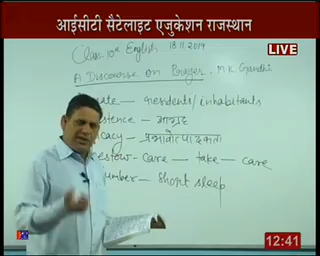 आईसीटी सैटेलाइट एजुकेशन राजस्थान
LIVE
Class-10th English 18.11.2019
A Discourse on Prayer. M.K. Gandhi
residents/inhabitants
आग्रह
प्रभावोत्पादकता
care — take — care
Short sleep
12:41